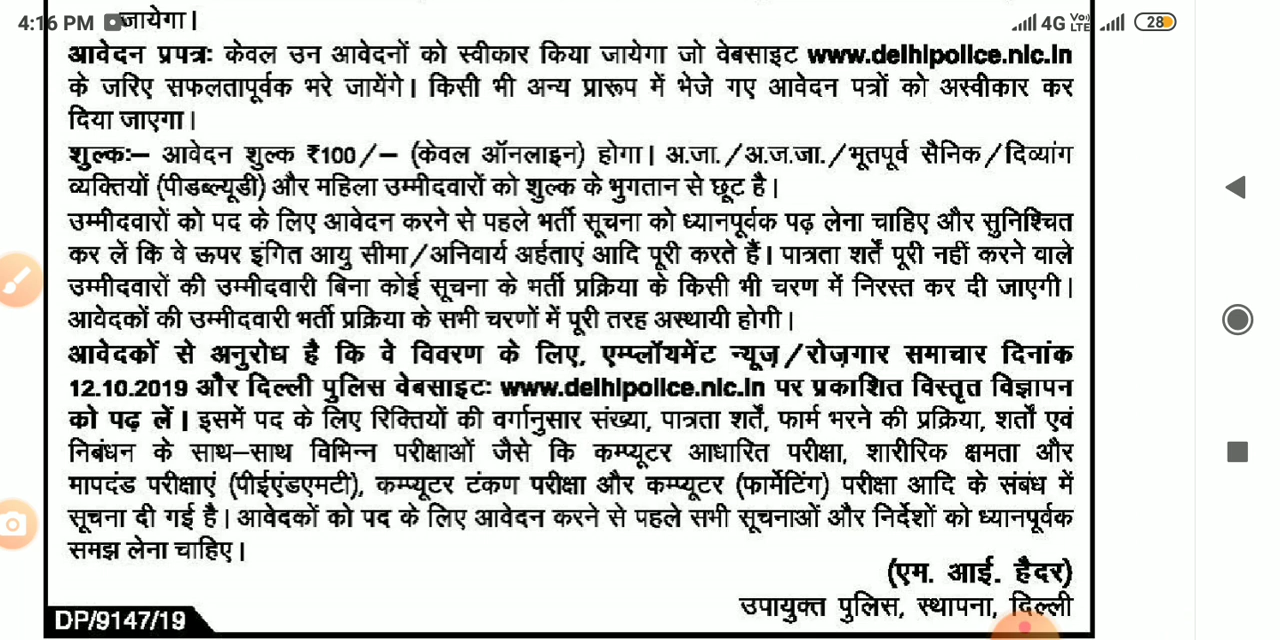 4:16 PM
4G Vo) LTE 28
जायेगा।
आवेदन प्रपत्रः केवल उन आवेदनों को स्वीकार किया जायेगा जो वेबसाइट www.delhipolice.nic.in
के जरिए सफलतापूर्वक भरे जायेंगे। किसी भी अन्य प्रारूप में भेजे गए आवेदन पत्रों को अस्वीकार कर
दिया जाएगा।
शुल्कः– आवेदन शुल्क ₹100/– (केवल ऑनलाइन) होगा। अ.जा./अ.ज.जा./भूतपूर्व सैनिक/दिव्यांग
व्यक्तियों (पीडब्ल्यूडी) और महिला उम्मीदवारों को शुल्क के भुगतान से छूट है।
उम्मीदवारों को पद के लिए आवेदन करने से पहले भर्ती सूचना को ध्यानपूर्वक पढ़ लेना चाहिए और सुनिश्चित
कर लें कि वे ऊपर इंगित आयु सीमा/अनिवार्य अर्हताएं आदि पूरी करते हैं। पात्रता शर्तें पूरी नहीं करने वाले
उम्मीदवारों की उम्मीदवारी बिना कोई सूचना के भर्ती प्रक्रिया के किसी भी चरण में निरस्त कर दी जाएगी।
आवेदकों की उम्मीदवारी भर्ती प्रक्रिया के सभी चरणों में पूरी तरह अस्थायी होगी।
आवेदकों से अनुरोध है कि वे विवरण के लिए, एम्प्लॉयमेंट न्यूज़/रोज़गार समाचार दिनांक
12.10.2019 और दिल्ली पुलिस वेबसाइटः www.delhipolice.nic.in पर प्रकाशित विस्तृत विज्ञापन
को पढ़ लें। इसमें पद के लिए रिक्तियों की वर्गानुसार संख्या, पात्रता शर्तें, फार्म भरने की प्रक्रिया, शर्तों एवं
निबंधन के साथ–साथ विभिन्न परीक्षाओं जैसे कि कम्प्यूटर आधारित परीक्षा, शारीरिक क्षमता और
मापदंड परीक्षाएं (पीईएंडएमटी), कम्प्यूटर टंकण परीक्षा और कम्प्यूटर (फार्मेटिंग) परीक्षा आदि के संबंध में
सूचना दी गई है। आवेदकों को पद के लिए आवेदन करने से पहले सभी सूचनाओं और निर्देशों को ध्यानपूर्वक
समझ लेना चाहिए।
(एम. आई. हैदर)
उपायुक्त पुलिस, स्थापना, दिल्ली
DP/9147/19